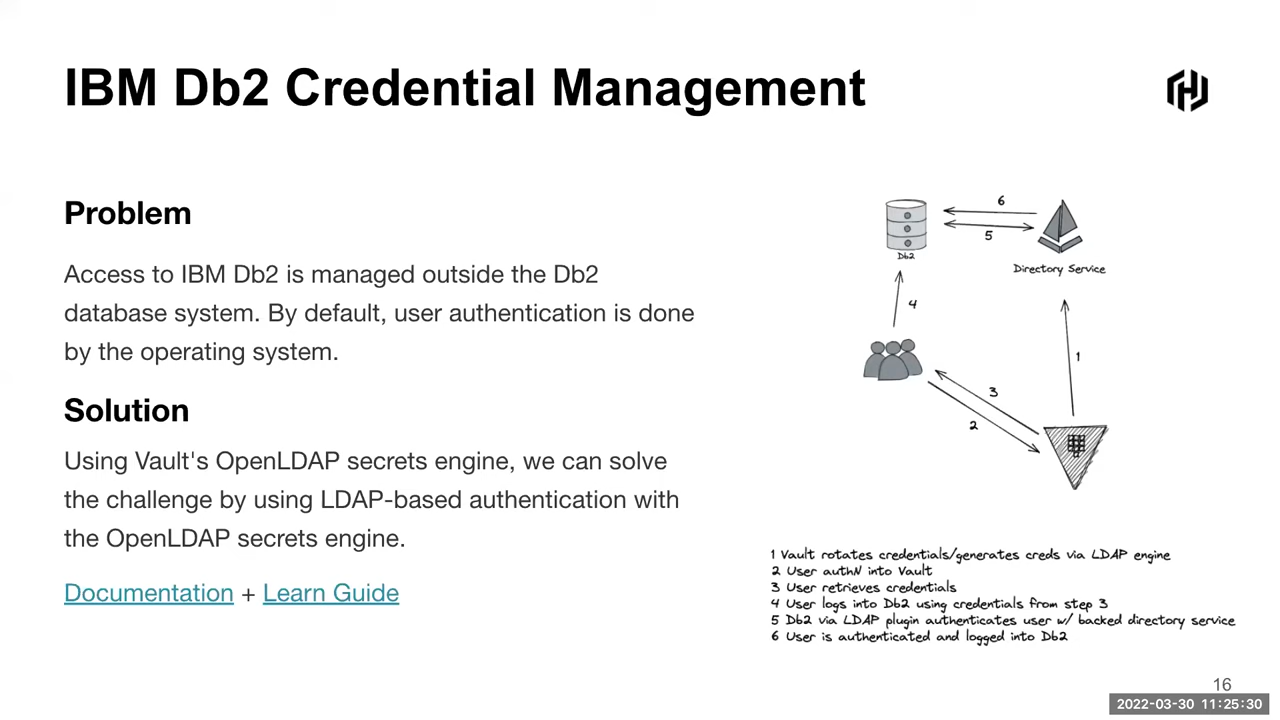 IBM Db2 Credential Management
Problem
Access to IBM Db2 is managed outside the Db2
database system. By default, user authentication is done
by the operating system.
Solution
Using Vault's OpenLDAP secrets engine, we can solve
the challenge by using LDAP-based authentication with
the OpenLDAP secrets engine.
Documentation + Learn Guide
6
5
Db2
Directory Service
4
1
3
2
1 Vault rotates credentials/generates creds via LDAP engine
2 User authN into Vault
3 User retrieves credentials
4 User logs into Db2 using credentials from step 3
5 Db2 via LDAP plugin authenticates user w/ backed directory service
6 User is authenticated and logged into Db2
16
2022-03-30 11:25:30